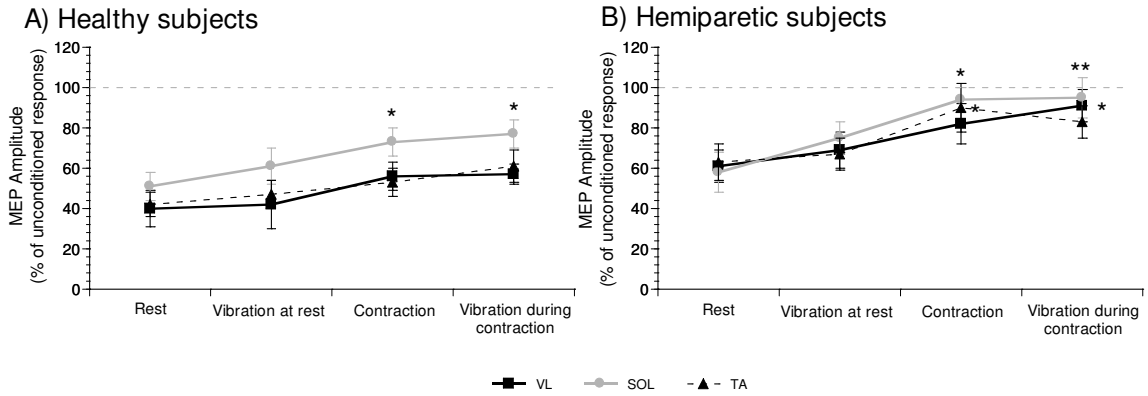 A) Healthy subjects
MEP Amplitude
(% of unconditioned response)
120
100
80
60
40
20
0
*
*
Rest
Vibration at rest
Contraction
Vibration during
contraction
B) Hemiparetic subjects
MEP Amplitude
(% of unconditioned response)
120
100
80
60
40
20
0
*
**
*
*
Rest
Vibration at rest
Contraction
Vibration during
contraction
VL SOL TA